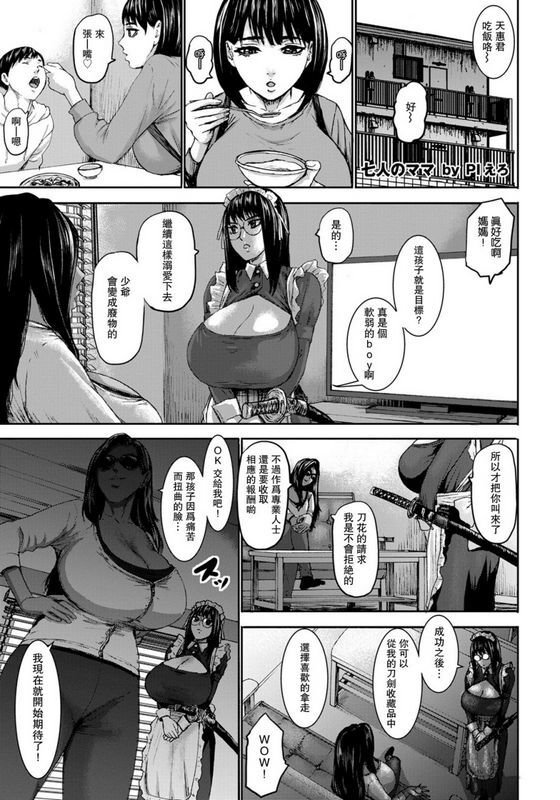 天惠君
吃飯咯～
好～
呼
呼
來
張嘴♡
啊—嗯
七人のママ by PIえろ
真好吃啊
媽媽！
這孩子就是目標？
真是個
軟弱的boy啊
是的…
繼續這樣溺愛下去
少爺
會變成廢物的
所以才把你叫來了
刀花的請求
我是不會拒絕的
不過作爲專業人士
還是要收取
相應的報酬喲
成功之後…
你可以
從我的刀劍收藏品中
選擇喜歡的拿走
WOW！
OK交給我吧！
那孩子因爲痛苦
而扭曲的臉…
我現在就開始期待了！